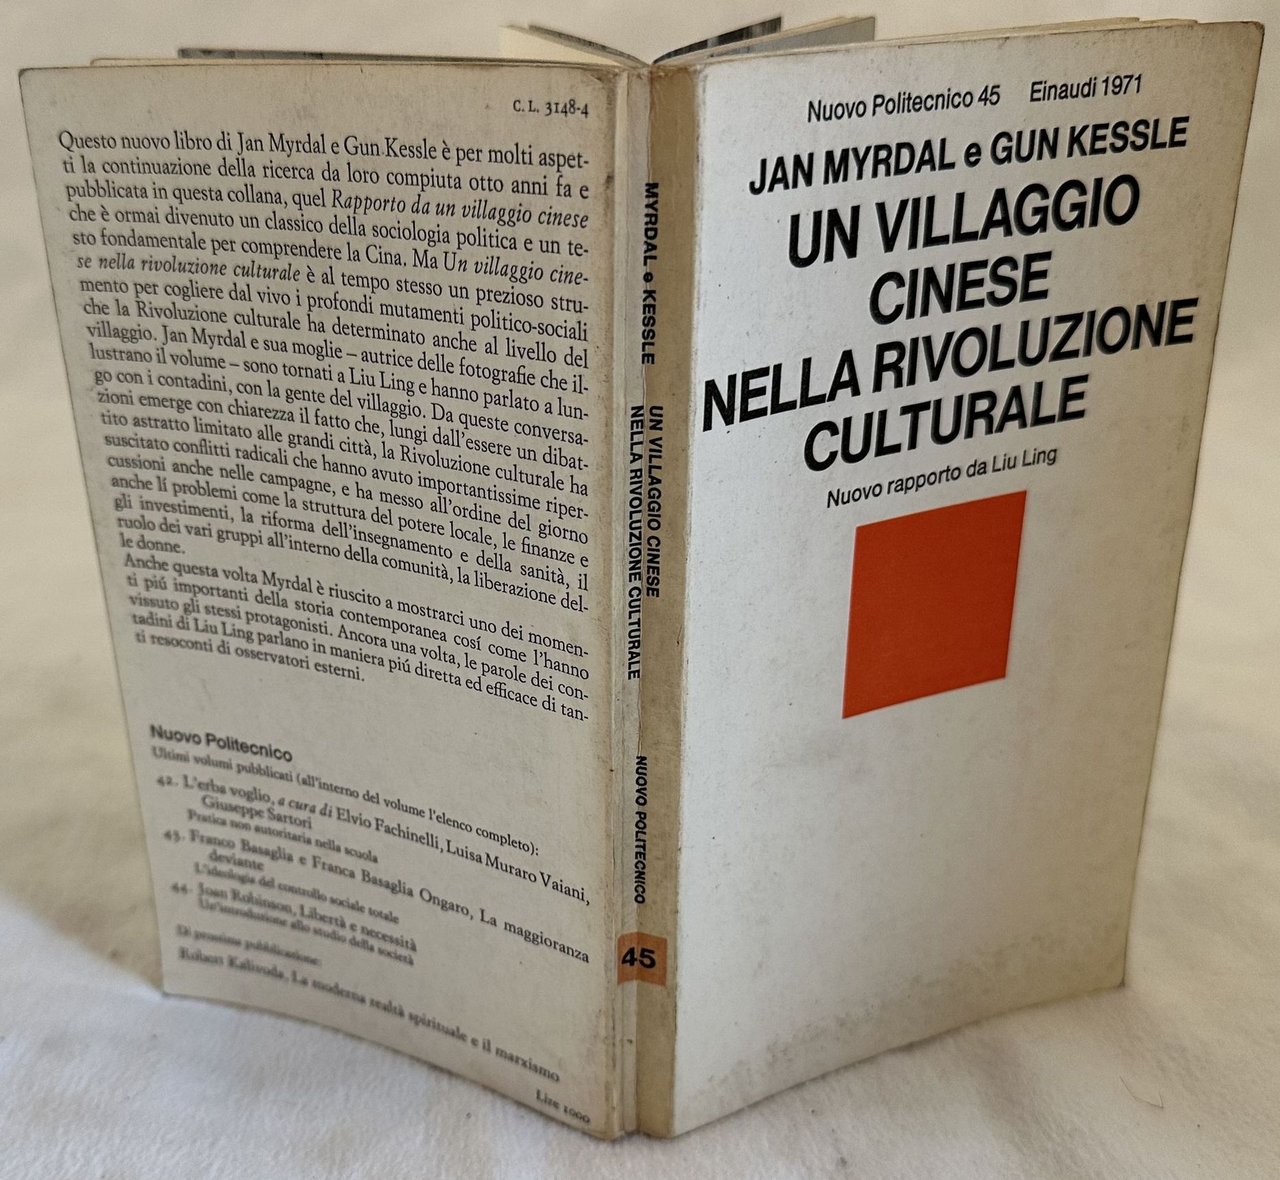 C. L. 3148-4
Questo nuovo libro di Jan Myrdal e Gun Kessle è per molti aspet-
ti la continuazione della ricerca da loro compiuta otto anni fa e
pubblicata in questa collana, quel Rapporto da un villaggio cinese
che è ormai divenuto un classico della sociologia politica e un te-
sto fondamentale per comprendere la Cina. Ma Un villaggio cine-
se nella rivoluzione culturale è al tempo stesso un prezioso stru-
mento per cogliere dal vivo i profondi mutamenti politico-sociali
che la Rivoluzione culturale ha determinato anche al livello del
villaggio. Jan Myrdal e sua moglie – autrice delle fotografie che il-
lustrano il volume – sono tornati a Liu Ling e hanno parlato a lun-
go con i contadini, con la gente del villaggio. Da queste conversa-
zioni emerge con chiarezza il fatto che, lungi dall'essere un dibat-
tito astratto limitato alle grandi città, la Rivoluzione culturale ha
suscitato conflitti radicali che hanno avuto importantissime riper-
cussioni anche nelle campagne, e ha messo all'ordine del giorno
anche lí problemi come la struttura del potere locale, le finanze e
gli investimenti, la riforma dell'insegnamento e della sanità, il
ruolo dei vari gruppi all'interno della comunità, la liberazione del-
le donne.
Anche questa volta Myrdal è riuscito a mostrarci uno dei momen-
ti piú importanti della storia contemporanea cosí come l'hanno
vissuto gli stessi protagonisti. Ancora una volta, le parole dei con-
tadini di Liu Ling parlano in maniera piú diretta ed efficace di tan-
ti resoconti di osservatori esterni.
Nuovo Politecnico
Ultimi volumi pubblicati (all'interno del volume l'elenco completo):
42. L'erba voglio, a cura di Elvio Fachinelli, Luisa Muraro Vaiani,
Giuseppe Sartori
Pratica non autoritaria nella scuola
43. Franco Basaglia e Franca Basaglia Ongaro, La maggioranza
deviante
L'ideologia del controllo sociale totale
44. Joan Robinson, Libertà e necessità
Un'introduzione allo studio della società
Di prossima pubblicazione:
Robert Kalivoda, La moderna realtà spirituale e il marxismo
Lire 1000
MYRDAL e KESSLE
UN VILLAGGIO CINESE
NELLA RIVOLUZIONE CULTURALE
NUOVO POLITECNICO
45
Nuovo Politecnico 45 Einaudi 1971
JAN MYRDAL e GUN KESSLE
UN VILLAGGIO
CINESE
NELLA RIVOLUZIONE
CULTURALE
Nuovo rapporto da Liu Ling